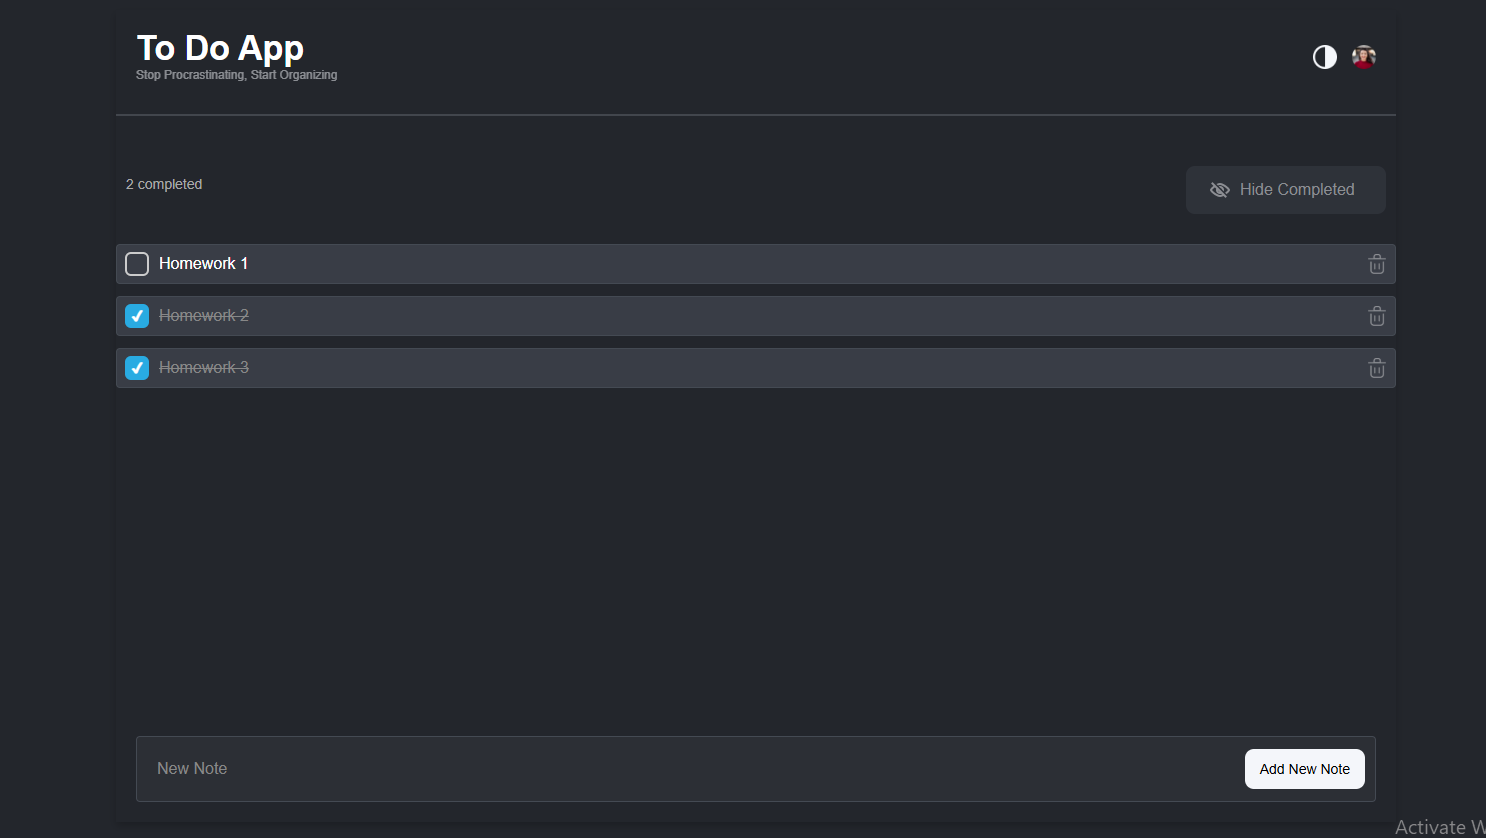 To Do App
Stop Procrastinating, Start Organizing
2 completed
Hide Completed
Homework 1
Homework 2
Homework 3
New Note
Add New Note
Activate W